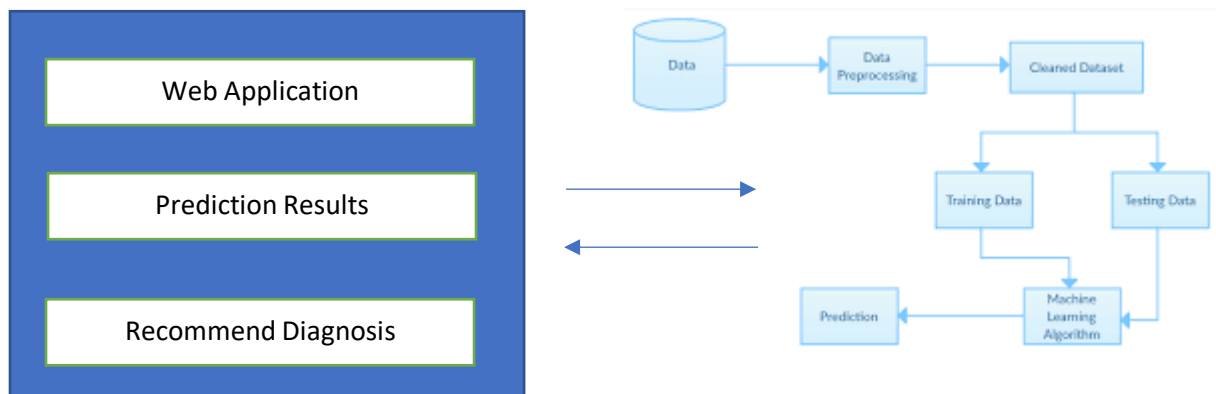 Web Application
Prediction Results
Recommend Diagnosis
Data
Data
Preprocessing
Cleaned Dataset
Training Data
Testing Data
Prediction
Machine
Learning
Algorithm